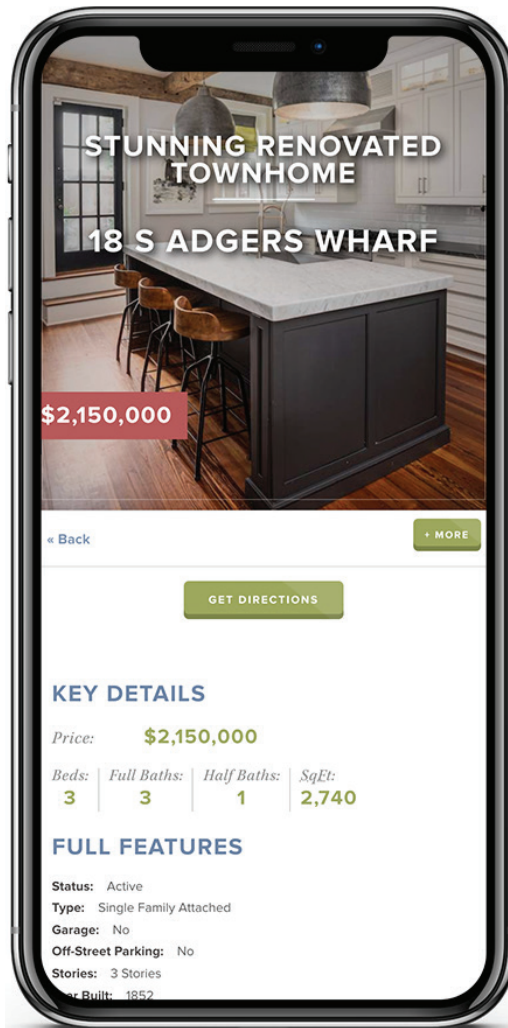 STUNNING RENOVATED
TOWNHOME
18 S ADGERS WHARF
$2,150,000
« Back
+ MORE
GET DIRECTIONS
KEY DETAILS
Price: $2,150,000
Beds: Full Baths: Half Baths: SqFt:
3 3 1 2,740
FULL FEATURES
Status: Active
Type: Single Family Attached
Garage: No
Off-Street Parking: No
Stories: 3 Stories
Built: 1852